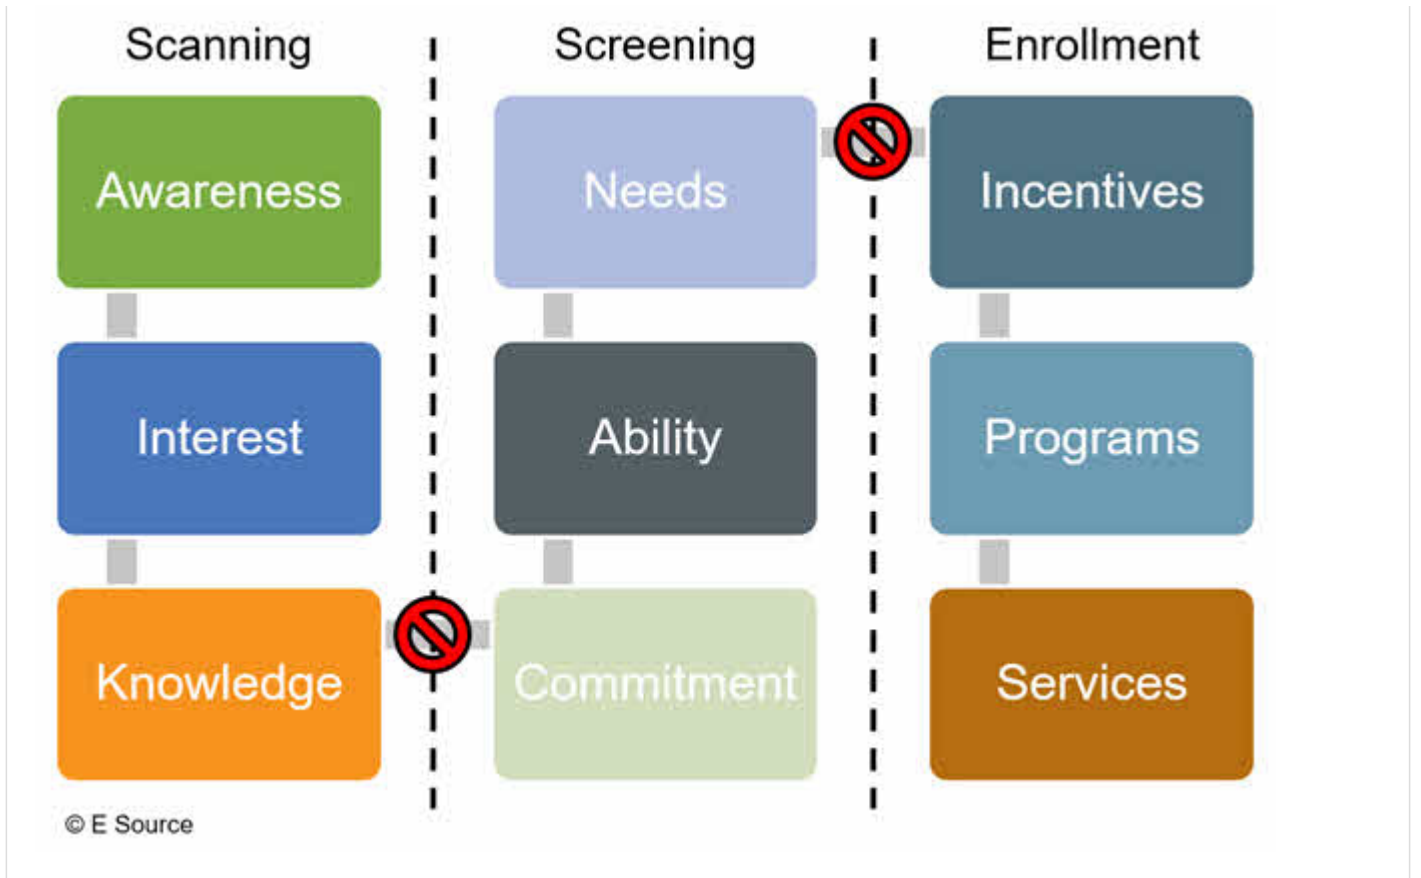 Scanning
Screening
Enrollment
Awareness
Needs
Incentives
Interest
Ability
Programs
Knowledge
Commitment
Services
© E Source